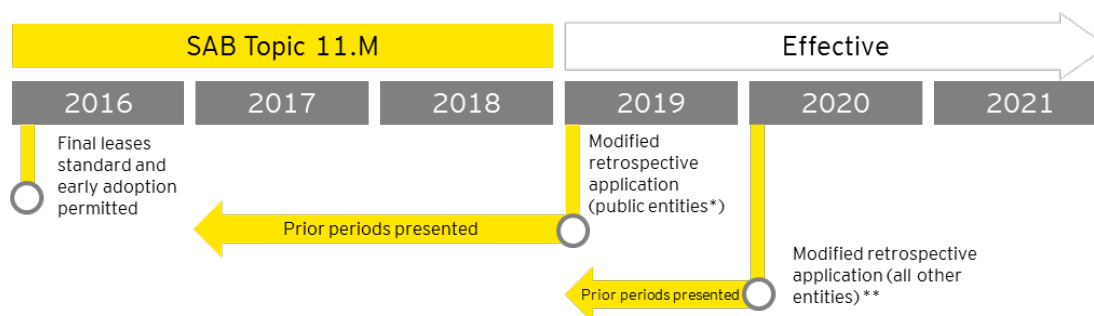 SAB Topic 11.M
Effective
2016
2017
2018
2019
2020
2021
Final leases
standard and
early adoption
permitted
Modified
retrospective
application
(public entities*)
Prior periods presented
Modified retrospective
application (all other
entities)**
Prior periods presented